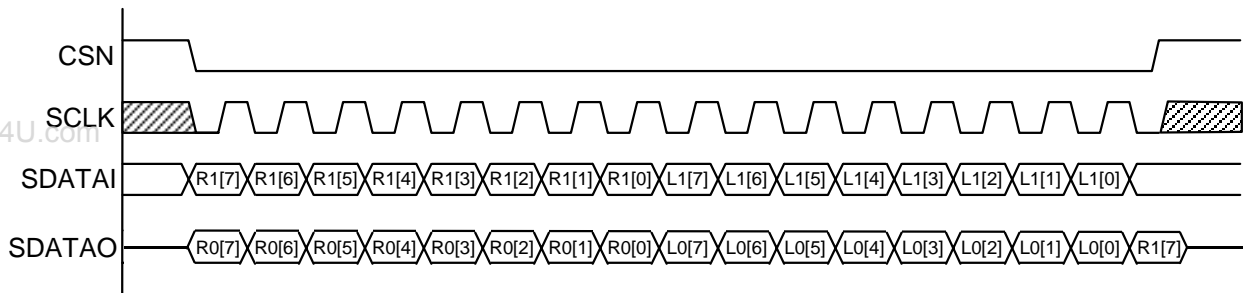 CSN
SCLK
4U.com
SDATAI R1[7] R1[6] R1[5] R1[4] R1[3] R1[2] R1[1] R1[0] L1[7] L1[6] L1[5] L1[4] L1[3] L1[2] L1[1] L1[0]
SDATAO R0[7] R0[6] R0[5] R0[4] R0[3] R0[2] R0[1] R0[0] L0[7] L0[6] L0[5] L0[4] L0[3] L0[2] L0[1] L0[0] R1[7]